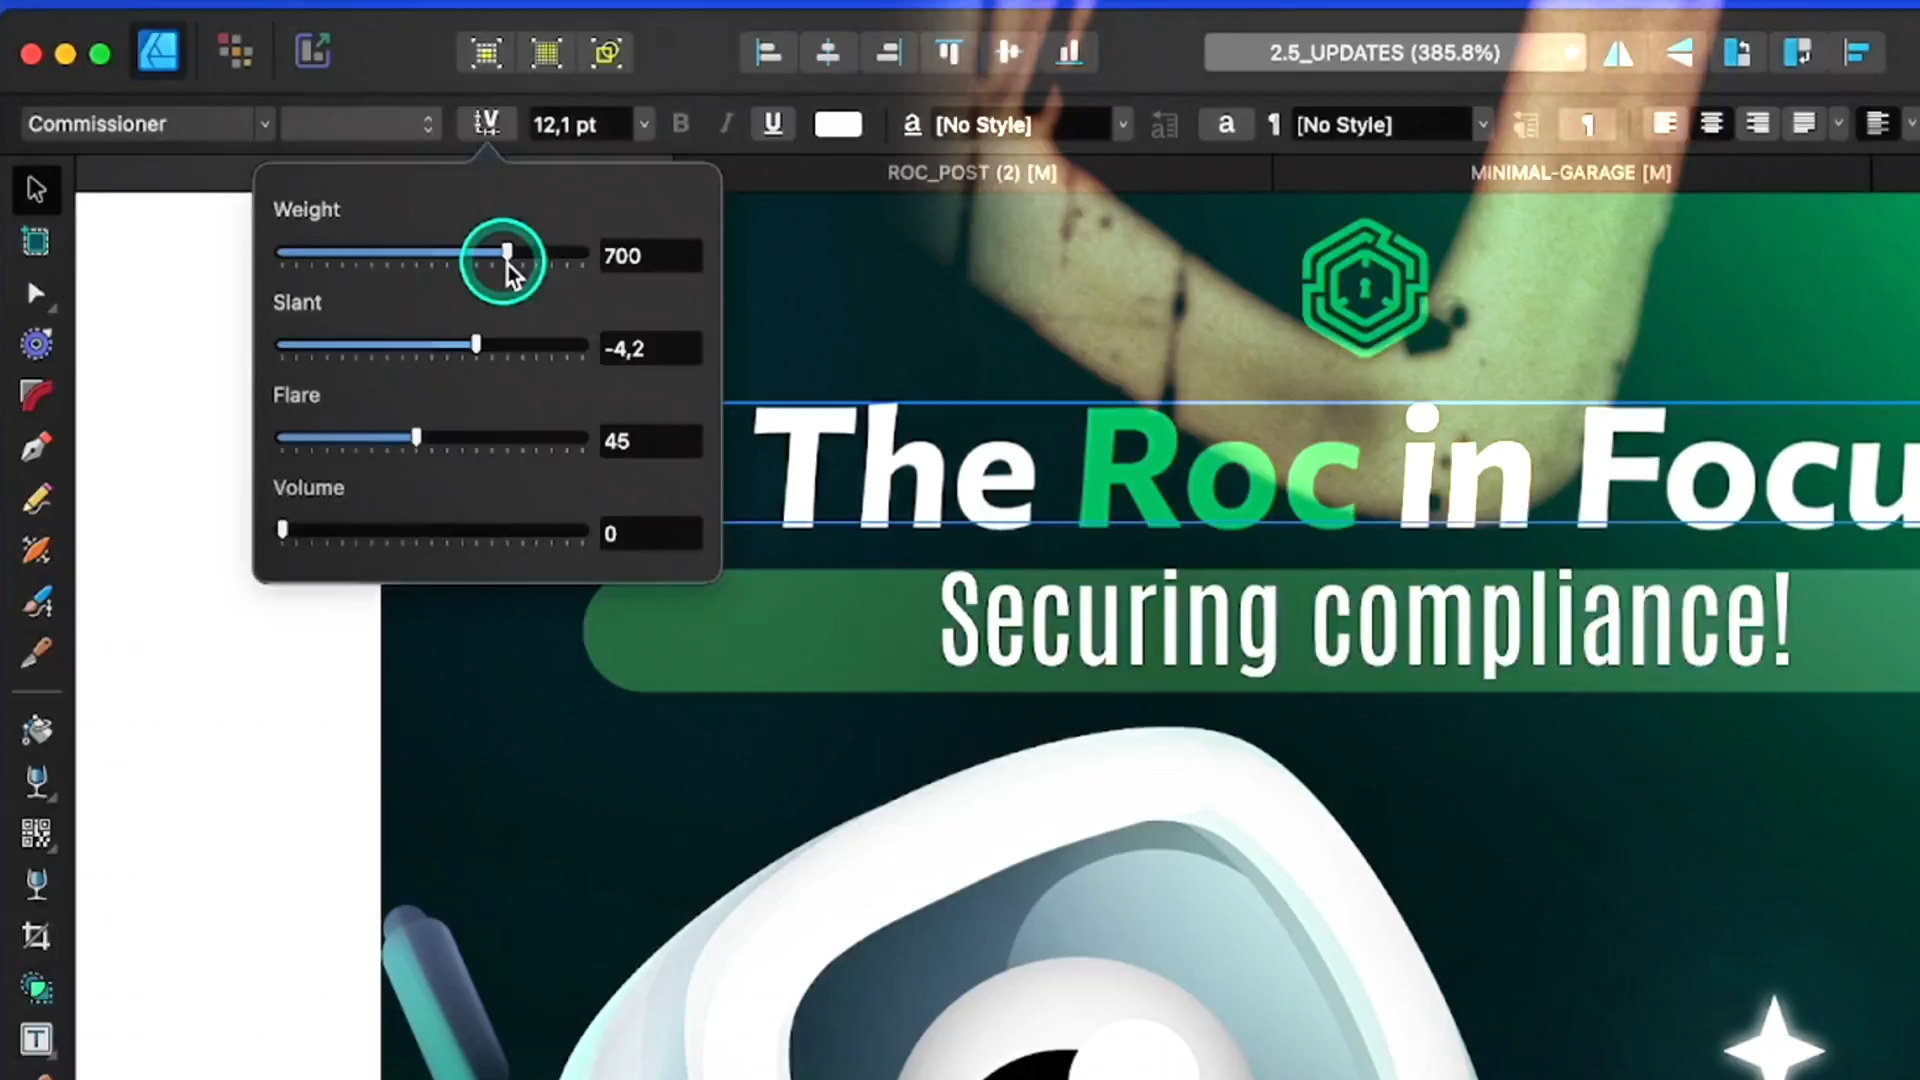 2.5_UPDATES (385.8%)
Commissioner
12,1 pt
B
I
U
a
[No Style]
a
¶
[No Style]
¶
ROC_POST (2) [M]
MINIMAL-GARAGE [M]
Weight
700
Slant
-4,2
Flare
45
Volume
0
The Roc in Focu
Securing compliance!
T